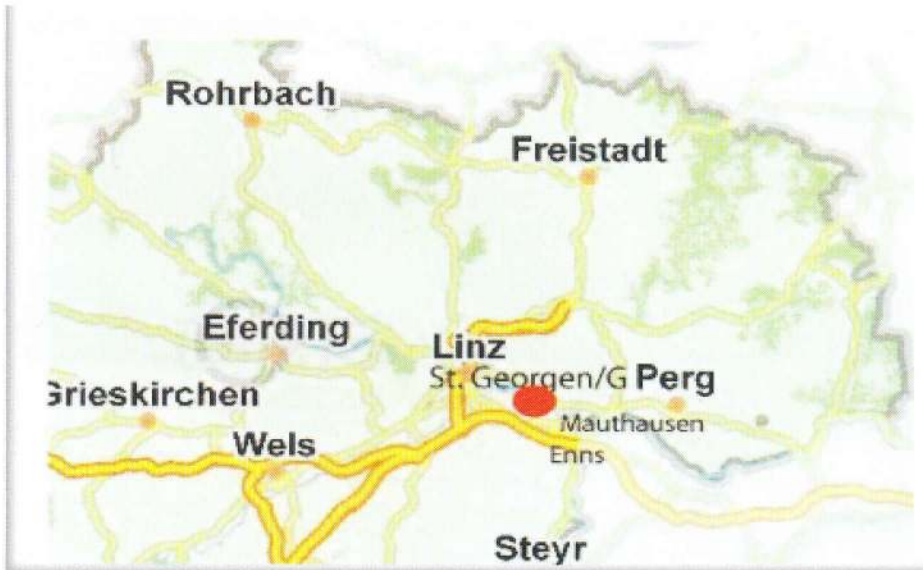 Rohrbach
Freistadt
Eferding
Linz
St. Georgen/G Perg
Grieskirchen
Mauthausen
Wels
Enns
Steyr